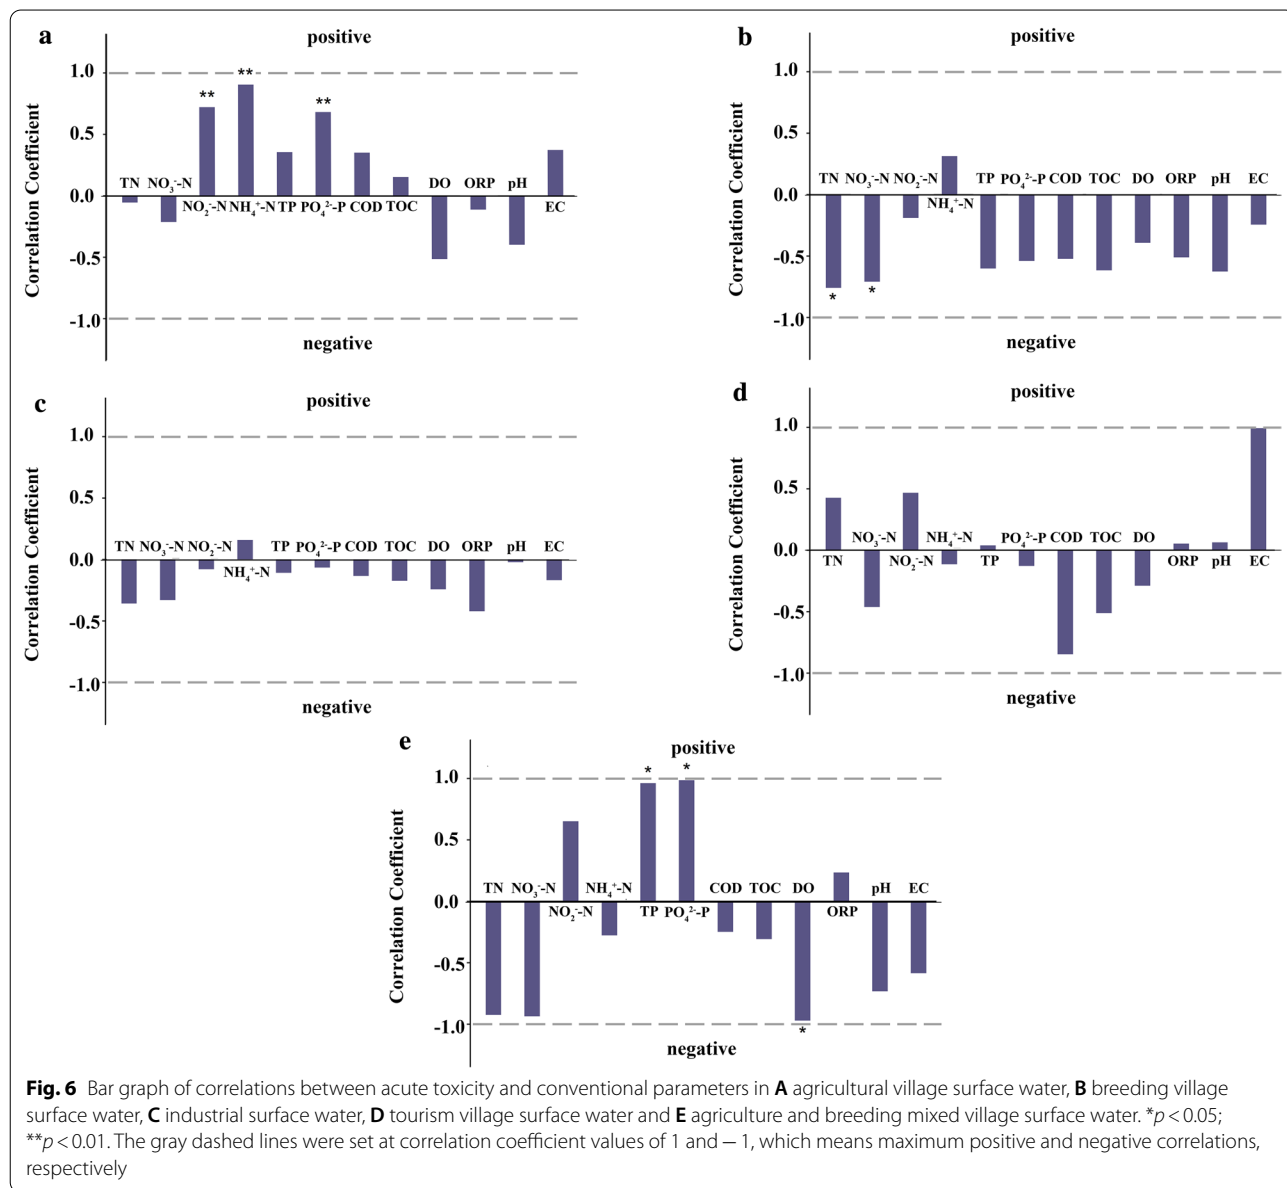 a
positive
1.0
0.5
0.0
-0.5
-1.0
Correlation Coefficient
** ** **
TN NO₃⁻-N DO ORP pH
NO₂⁻-N NH₄⁺-N TP PO₄²⁻-P COD TOC EC
negative
b
positive
1.0
0.5
0.0
-0.5
-1.0
Correlation Coefficient
TN NO₃⁻-N NO₂⁻-N TP PO₄²⁻-P COD TOC DO ORP pH EC
NH₄⁺-N
* *
negative
c
positive
1.0
0.5
0.0
-0.5
-1.0
Correlation Coefficient
TN NO₃⁻-N NO₂⁻-N TP PO₄²⁻-P COD TOC DO ORP pH EC
NH₄⁺-N
negative
d
positive
1.0
0.5
0.0
-0.5
-1.0
Correlation Coefficient
NO₃⁻-N NH₄⁺-N PO₄²⁻-P COD TOC DO
TN NO₂⁻-N TP ORP pH EC
negative
e
positive
1.0
0.5
0.0
-0.5
-1.0
Correlation Coefficient
* *
TN NO₃⁻-N NH₄⁺-N COD TOC DO pH EC
NO₂⁻-N TP PO₄²⁻-P ORP
*
negative
Fig. 6 Bar graph of correlations between acute toxicity and conventional parameters in A agricultural village surface water, B breeding village
surface water, C industrial surface water, D tourism village surface water and E agriculture and breeding mixed village surface water. *p < 0.05;
**p < 0.01. The gray dashed lines were set at correlation coefficient values of 1 and − 1, which means maximum positive and negative correlations,
respectively